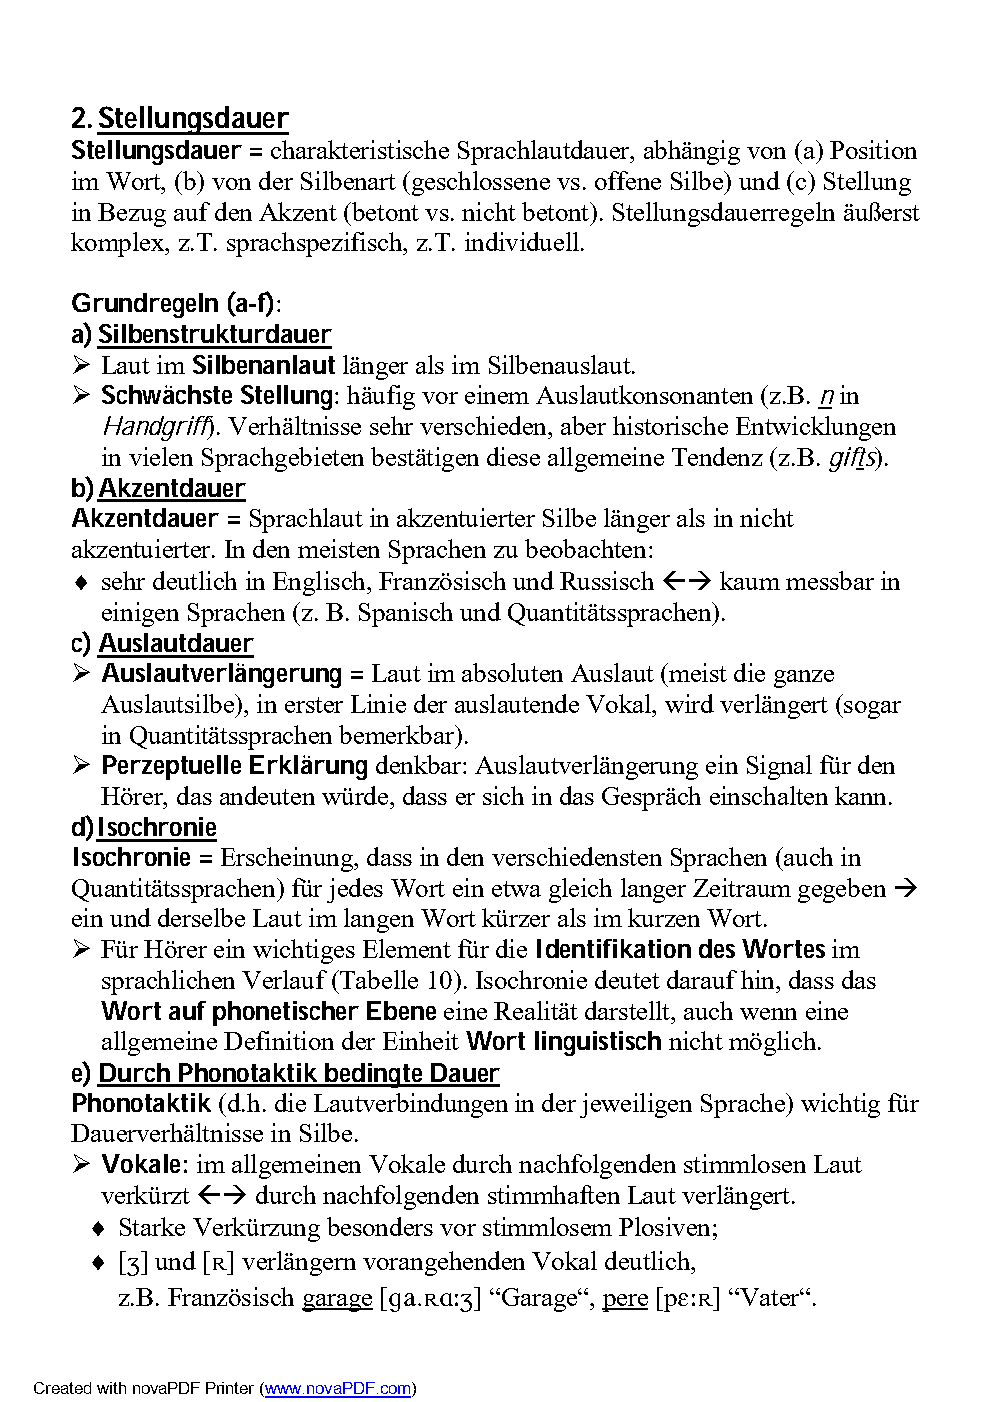 2. Stellungsdauer
Stellungsdauer = charakteristische Sprachlautdauer, abhängig von (a) Position
im Wort, (b) von der Silbenart (geschlossene vs. offene Silbe) und (c) Stellung
in Bezug auf den Akzent (betont vs. nicht betont). Stellungsdauerregeln äußerst
komplex, z.T. sprachspezifisch, z.T. individuell.
Grundregeln (a-f):
a) Silbenstrukturdauer
➢ Laut im Silbenanlaut länger als im Silbenauslaut.
➢ Schwächste Stellung: häufig vor einem Auslautkonsonanten (z.B. n in
Handgriff). Verhältnisse sehr verschieden, aber historische Entwicklungen
in vielen Sprachgebieten bestätigen diese allgemeine Tendenz (z.B. gifts).
b) Akzentdauer
Akzentdauer = Sprachlaut in akzentuierter Silbe länger als in nicht
akzentuierter. In den meisten Sprachen zu beobachten:
♦ sehr deutlich in Englisch, Französisch und Russisch ←→ kaum messbar in
einigen Sprachen (z. B. Spanisch und Quantitätssprachen).
c) Auslautdauer
➢ Auslautverlängerung = Laut im absoluten Auslaut (meist die ganze
Auslautsilbe), in erster Linie der auslautende Vokal, wird verlängert (sogar
in Quantitätssprachen bemerkbar).
➢ Perzeptuelle Erklärung denkbar: Auslautverlängerung ein Signal für den
Hörer, das andeuten würde, dass er sich in das Gespräch einschalten kann.
d) Isochronie
Isochronie = Erscheinung, dass in den verschiedensten Sprachen (auch in
Quantitätssprachen) für jedes Wort ein etwa gleich langer Zeitraum gegeben →
ein und derselbe Laut im langen Wort kürzer als im kurzen Wort.
➢ Für Hörer ein wichtiges Element für die Identifikation des Wortes im
sprachlichen Verlauf (Tabelle 10). Isochronie deutet darauf hin, dass das
Wort auf phonetischer Ebene eine Realität darstellt, auch wenn eine
allgemeine Definition der Einheit Wort linguistisch nicht möglich.
e) Durch Phonotaktik bedingte Dauer
Phonotaktik (d.h. die Lautverbindungen in der jeweiligen Sprache) wichtig für
Dauerverhältnisse in Silbe.
➢ Vokale: im allgemeinen Vokale durch nachfolgenden stimmlosen Laut
verkürzt ←→ durch nachfolgenden stimmhaften Laut verlängert.
♦ Starke Verkürzung besonders vor stimmlosem Plosiven;
♦ [ʒ] und [ʀ] verlängern vorangehenden Vokal deutlich,
z.B. Französisch garage [ɡa.ʀɑ:ʒ] “Garage“, pere [pɛ:ʀ] “Vater“.
Created with novaPDF Printer (www.novaPDF.com)